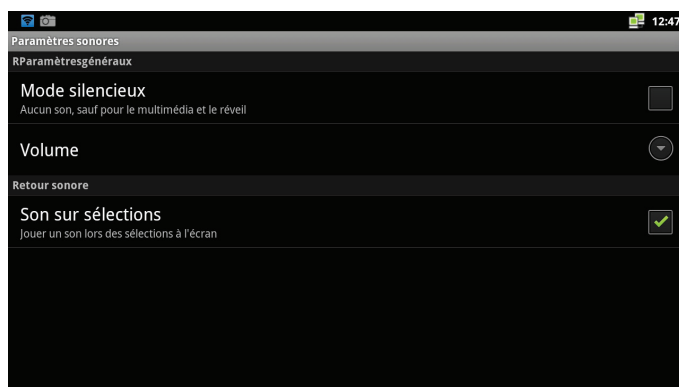 12:47
Paramètres sonores
RParamètresgénéraux
Mode silencieux
Aucun son, sauf pour le multimédia et le réveil
Volume
Retour sonore
Son sur sélections
Jouer un son lors des sélections à l'écran